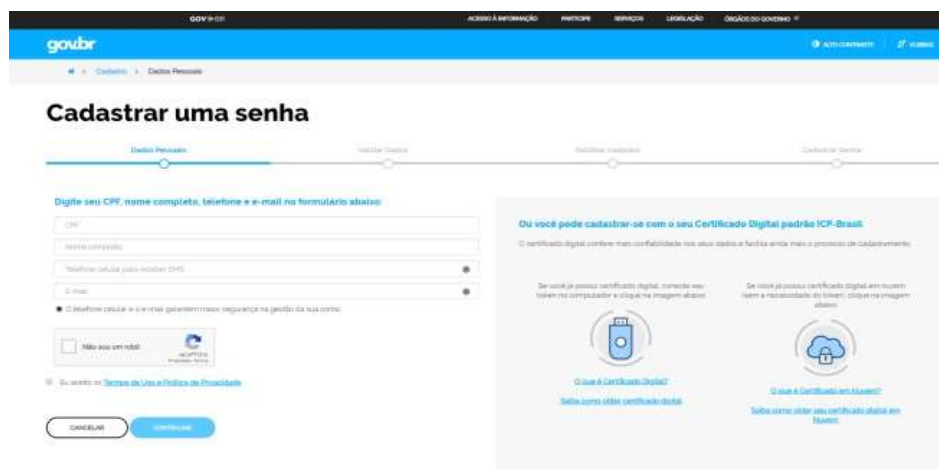 GOV
ACESSO À INFORMAÇÃO PARTICIPE SERVIÇOS LEGISLAÇÃO ÓRGÃOS DO GOVERNO
gov.br
ALTO CONTRASTE VLIBRAS
Cadastro Dados Pessoais
Cadastrar uma senha
Dados Pessoais Validar Dados Habilitar Cadastro Cadastrar Senha
Digite seu CPF, nome completo, telefone e e-mail no formulário abaixo:
CPF
Nome completo
Telefone celular para receber SMS
E-mail
O telefone celular e o e-mail garantem maior segurança na gestão da sua conta.
Não sou um robô
reCAPTCHA
Eu aceito os Termos de Uso e Política de Privacidade
CANCELAR CONTINUAR
Ou você pode cadastrar-se com o seu Certificado Digital padrão ICP-Brasil
O certificado digital confere mais confiabilidade nos seus dados e facilita ainda mais o processo de cadastramento.
Se você já possui certificado digital, conecte seu
token no computador e clique na imagem abaixo
O que é Certificado Digital?
Saiba como obter certificado digital
Se você já possui certificado digital em nuvem
(sem a necessidade do token), clique na imagem
abaixo
O que é Certificado em Nuvem?
Saiba como obter seu certificado digital em
Nuvem